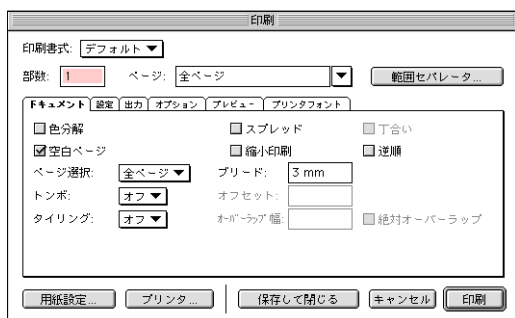 印刷
印刷書式: デフォルト
部数: 1 ページ: 全ページ 範囲セパレータ...
ドキュメント 設定 出力 オプション プレビュー プリンタフォント
色分解 スプレッド 丁合い
空白ページ 縮小印刷 逆順
ページ選択: 全ページ ブリード: 3 mm
トンボ: オフ オフセット:
タイリング: オフ オーバーラップ幅: 絶対オーバーラップ
用紙設定... プリンタ... 保存して閉じる キャンセル 印刷